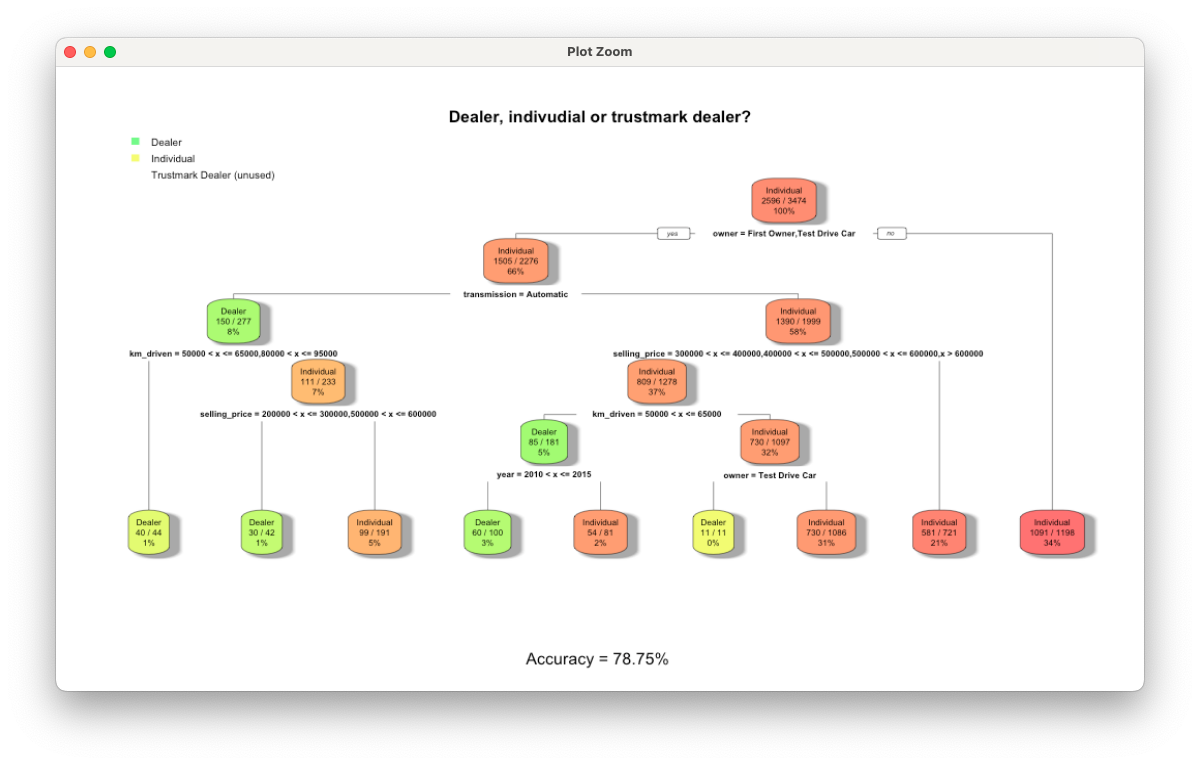 Plot Zoom
Dealer, indivudial or trustmark dealer?
Dealer
Individual
Trustmark Dealer (unused)
Individual
2596 / 3474
100%
yes
owner = First Owner,Test Drive Car
no
Individual
1505 / 2276
66%
transmission = Automatic
Dealer
150 / 277
8%
Individual
1390 / 1999
58%
km_driven = 50000 < x <= 65000,80000 < x <= 95000
selling_price = 300000 < x <= 400000,400000 < x <= 500000,500000 < x <= 600000,x > 600000
Individual
111 / 233
7%
Individual
809 / 1278
37%
selling_price = 200000 < x <= 300000,500000 < x <= 600000
km_driven = 50000 < x <= 65000
Dealer
85 / 181
5%
Individual
730 / 1097
32%
year = 2010 < x <= 2015
owner = Test Drive Car
Dealer
40 / 44
1%
Dealer
30 / 42
1%
Individual
99 / 191
5%
Dealer
60 / 100
3%
Individual
54 / 81
2%
Dealer
11 / 11
0%
Individual
730 / 1086
31%
Individual
581 / 721
21%
Individual
1091 / 1198
34%
Accuracy = 78.75%